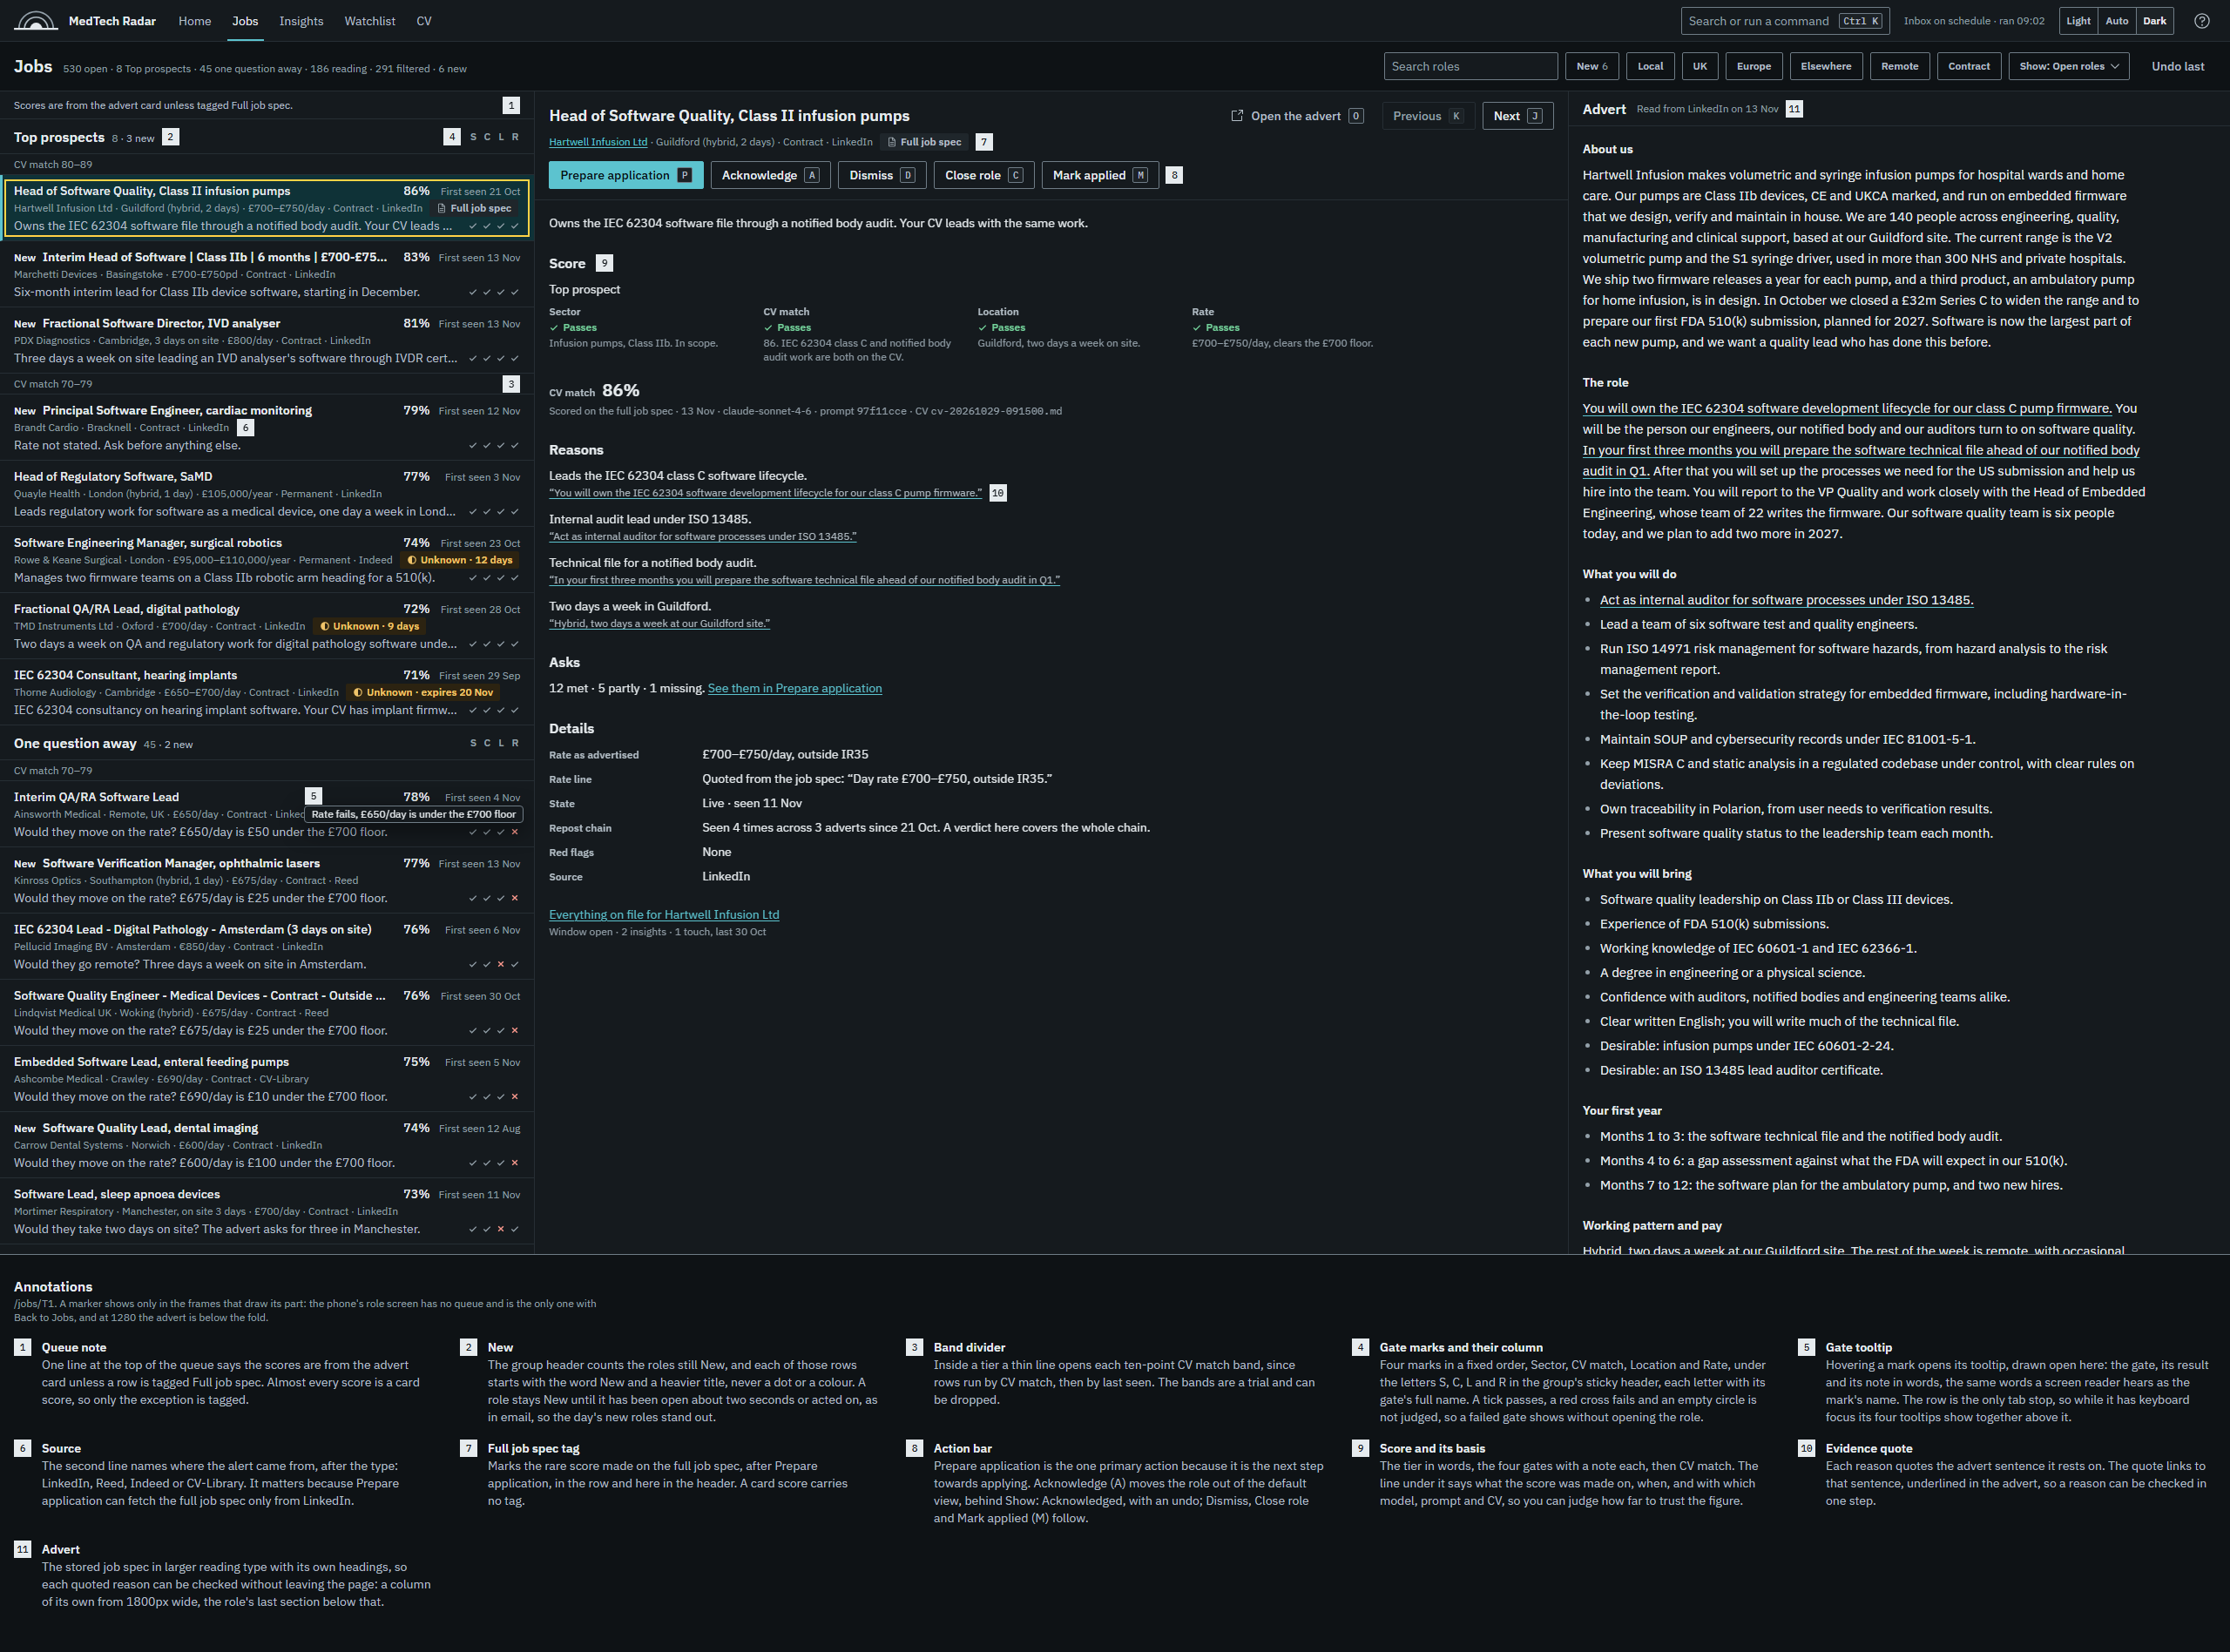 MedTech Radar
Home
Jobs
Insights
Watchlist
CV
Search or run a command Ctrl K
Inbox on schedule · ran 09:02
Light
Auto
Dark
Jobs
530 open · 8 Top prospects · 45 one question away · 186 reading · 291 filtered · 6 new
Search roles
New 6
Local
UK
Europe
Elsewhere
Remote
Contract
Show: Open roles
Undo last
Scores are from the advert card unless tagged Full job spec.
1
Top prospects 8 · 3 new 2
4 S C L R
CV match 80–89
Head of Software Quality, Class II infusion pumps 86% First seen 21 Oct
Hartwell Infusion Ltd · Guildford (hybrid, 2 days) · £700–£750/day · Contract · LinkedIn Full job spec
Owns the IEC 62304 software file through a notified body audit. Your CV leads ...
New Interim Head of Software | Class IIb | 6 months | £700-£75... 83% First seen 13 Nov
Marchetti Devices · Basingstoke · £700-£750pd · Contract · LinkedIn
Six-month interim lead for Class IIb device software, starting in December.
New Fractional Software Director, IVD analyser 81% First seen 13 Nov
PDX Diagnostics · Cambridge, 3 days on site · £800/day · Contract · LinkedIn
Three days a week on site leading an IVD analyser's software through IVDR cert...
CV match 70–79 3
New Principal Software Engineer, cardiac monitoring 79% First seen 12 Nov
Brandt Cardio · Bracknell · Contract · LinkedIn 6
Rate not stated. Ask before anything else.
Head of Regulatory Software, SaMD 77% First seen 3 Nov
Quayle Health · London (hybrid, 1 day) · £105,000/year · Permanent · LinkedIn
Leads regulatory work for software as a medical device, one day a week in Lond...
Software Engineering Manager, surgical robotics 74% First seen 23 Oct
Rowe & Keane Surgical · London · £95,000–£110,000/year · Permanent · Indeed Unknown · 12 days
Manages two firmware teams on a Class IIb robotic arm heading for a 510(k).
Fractional QA/RA Lead, digital pathology 72% First seen 28 Oct
TMD Instruments Ltd · Oxford · £700/day · Contract · LinkedIn Unknown · 9 days
Two days a week on QA and regulatory work for digital pathology software unde...
IEC 62304 Consultant, hearing implants 71% First seen 29 Sep
Thorne Audiology · Cambridge · £650–£700/day · Contract · LinkedIn Unknown · expires 20 Nov
IEC 62304 consultancy on hearing implant software. Your CV has implant firmw...
One question away 45 · 2 new S C L R
CV match 70–79
Interim QA/RA Software Lead 5 78% First seen 4 Nov
Ainsworth Medical · Remote, UK · £650/day · Contract · Linked
Rate fails, £650/day is under the £700 floor
Would they move on the rate? £650/day is £50 under the £700 floor.
New Software Verification Manager, ophthalmic lasers 77% First seen 13 Nov
Kinross Optics · Southampton (hybrid, 1 day) · £675/day · Contract · Reed
Would they move on the rate? £675/day is £25 under the £700 floor.
IEC 62304 Lead - Digital Pathology - Amsterdam (3 days on site) 76% First seen 6 Nov
Pellucid Imaging BV · Amsterdam · €850/day · Contract · LinkedIn
Would they go remote? Three days a week on site in Amsterdam.
Software Quality Engineer - Medical Devices - Contract - Outside ... 76% First seen 30 Oct
Lindqvist Medical UK · Woking (hybrid) · £675/day · Contract · Reed
Would they move on the rate? £675/day is £25 under the £700 floor.
Embedded Software Lead, enteral feeding pumps 75% First seen 5 Nov
Ashcombe Medical · Crawley · £690/day · Contract · CV-Library
Would they move on the rate? £690/day is £10 under the £700 floor.
New Software Quality Lead, dental imaging 74% First seen 12 Aug
Carrow Dental Systems · Norwich · £600/day · Contract · LinkedIn
Would they move on the rate? £600/day is £100 under the £700 floor.
Software Lead, sleep apnoea devices 73% First seen 11 Nov
Mortimer Respiratory · Manchester, on site 3 days · £700/day · Contract · LinkedIn
Would they take two days on site? The advert asks for three in Manchester.
Head of Software Quality, Class II infusion pumps
Open the advert O
Previous K
Next J
Hartwell Infusion Ltd · Guildford (hybrid, 2 days) · Contract · LinkedIn Full job spec 7
Prepare application P
Acknowledge A
Dismiss D
Close role C
Mark applied M
8
Owns the IEC 62304 software file through a notified body audit. Your CV leads with the same work.
Score 9
Top prospect
Sector
Passes
Infusion pumps, Class IIb. In scope.
CV match
Passes
86. IEC 62304 class C and notified body
audit work are both on the CV.
Location
Passes
Guildford, two days a week on site.
Rate
Passes
£700–£750/day, clears the £700 floor.
CV match 86%
Scored on the full job spec · 13 Nov · claude-sonnet-4-6 · prompt 97f11cce · CV cv-20261029-091500.md
Reasons
Leads the IEC 62304 class C software lifecycle.
“You will own the IEC 62304 software development lifecycle for our class C pump firmware.” 10
Internal audit lead under ISO 13485.
“Act as internal auditor for software processes under ISO 13485.”
Technical file for a notified body audit.
“In your first three months you will prepare the software technical file ahead of our notified body audit in Q1.”
Two days a week in Guildford.
“Hybrid, two days a week at our Guildford site.”
Asks
12 met · 5 partly · 1 missing. See them in Prepare application
Details
Rate as advertised £700–£750/day, outside IR35
Rate line Quoted from the job spec: “Day rate £700–£750, outside IR35.”
State Live · seen 11 Nov
Repost chain Seen 4 times across 3 adverts since 21 Oct. A verdict here covers the whole chain.
Red flags None
Source LinkedIn
Everything on file for Hartwell Infusion Ltd
Window open · 2 insights · 1 touch, last 30 Oct
Advert Read from LinkedIn on 13 Nov 11
About us
Hartwell Infusion makes volumetric and syringe infusion pumps for hospital wards and home
care. Our pumps are Class IIb devices, CE and UKCA marked, and run on embedded firmware
that we design, verify and maintain in house. We are 140 people across engineering, quality,
manufacturing and clinical support, based at our Guildford site. The current range is the V2
volumetric pump and the S1 syringe driver, used in more than 300 NHS and private hospitals.
We ship two firmware releases a year for each pump, and a third product, an ambulatory pump
for home infusion, is in design. In October we closed a £32m Series C to widen the range and to
prepare our first FDA 510(k) submission, planned for 2027. Software is now the largest part of
each new pump, and we want a quality lead who has done this before.
The role
You will own the IEC 62304 software development lifecycle for our class C pump firmware. You
will be the person our engineers, our notified body and our auditors turn to on software quality.
In your first three months you will prepare the software technical file ahead of our notified body
audit in Q1. After that you will set up the processes we need for the US submission and help us
hire into the team. You will report to the VP Quality and work closely with the Head of Embedded
Engineering, whose team of 22 writes the firmware. Our software quality team is six people
today, and we plan to add two more in 2027.
What you will do
• Act as internal auditor for software processes under ISO 13485.
• Lead a team of six software test and quality engineers.
• Run ISO 14971 risk management for software hazards, from hazard analysis to the risk
management report.
• Set the verification and validation strategy for embedded firmware, including hardware-in-
the-loop testing.
• Maintain SOUP and cybersecurity records under IEC 81001-5-1.
• Keep MISRA C and static analysis in a regulated codebase under control, with clear rules on
deviations.
• Own traceability in Polarion, from user needs to verification results.
• Present software quality status to the leadership team each month.
What you will bring
• Software quality leadership on Class IIb or Class III devices.
• Experience of FDA 510(k) submissions.
• Working knowledge of IEC 60601-1 and IEC 62366-1.
• A degree in engineering or a physical science.
• Confidence with auditors, notified bodies and engineering teams alike.
• Clear written English; you will write much of the technical file.
• Desirable: infusion pumps under IEC 60601-2-24.
• Desirable: an ISO 13485 lead auditor certificate.
Your first year
• Months 1 to 3: the software technical file and the notified body audit.
• Months 4 to 6: a gap assessment against what the FDA will expect in our 510(k).
• Months 7 to 12: the software plan for the ambulatory pump, and two new hires.
Working pattern and pay
Hybrid, two days a week at our Guildford site. The rest of the week is remote, with occasional
Annotations
/jobs/T1. A marker shows only in the frames that draw its part: the phone's role screen has no queue and is the only one with
Back to Jobs, and at 1280 the advert is below the fold.
1 Queue note
One line at the top of the queue says the scores are from the advert
card unless a row is tagged Full job spec. Almost every score is a card
score, so only the exception is tagged.
2 New
The group header counts the roles still New, and each of those rows
starts with the word New and a heavier title, never a dot or a colour. A
role stays New until it has been open about two seconds or acted on, as
in email, so the day's new roles stand out.
3 Band divider
Inside a tier a thin line opens each ten-point CV match band, since
rows run by CV match, then by last seen. The bands are a trial and can
be dropped.
4 Gate marks and their column
Four marks in a fixed order, Sector, CV match, Location and Rate, under
the letters S, C, L and R in the group's sticky header, each letter with its
gate's full name. A tick passes, a red cross fails and an empty circle is
not judged, so a failed gate shows without opening the role.
5 Gate tooltip
Hovering a mark opens its tooltip, drawn open here: the gate, its result
and its note in words, the same words a screen reader hears as the
mark's name. The row is the only tab stop, so while it has keyboard
focus its four tooltips show together above it.
6 Source
The second line names where the alert came from, after the type:
LinkedIn, Reed, Indeed or CV-Library. It matters because Prepare
application can fetch the full job spec only from LinkedIn.
7 Full job spec tag
Marks the rare score made on the full job spec, after Prepare
application, in the row and here in the header. A card score carries
no tag.
8 Action bar
Prepare application is the one primary action because it is the next step
towards applying. Acknowledge (A) moves the role out of the default
view, behind Show: Acknowledged, with an undo; Dismiss, Close role
and Mark applied (M) follow.
9 Score and its basis
The tier in words, the four gates with a note each, then CV match. The
line under it says what the score was made on, when, and with which
model, prompt and CV, so you can judge how far to trust the figure.
10 Evidence quote
Each reason quotes the advert sentence it rests on. The quote links to
that sentence, underlined in the advert, so a reason can be checked in
one step.
11 Advert
The stored job spec in larger reading type with its own headings, so
each quoted reason can be checked without leaving the page: a column
of its own from 1800px wide, the role's last section below that.